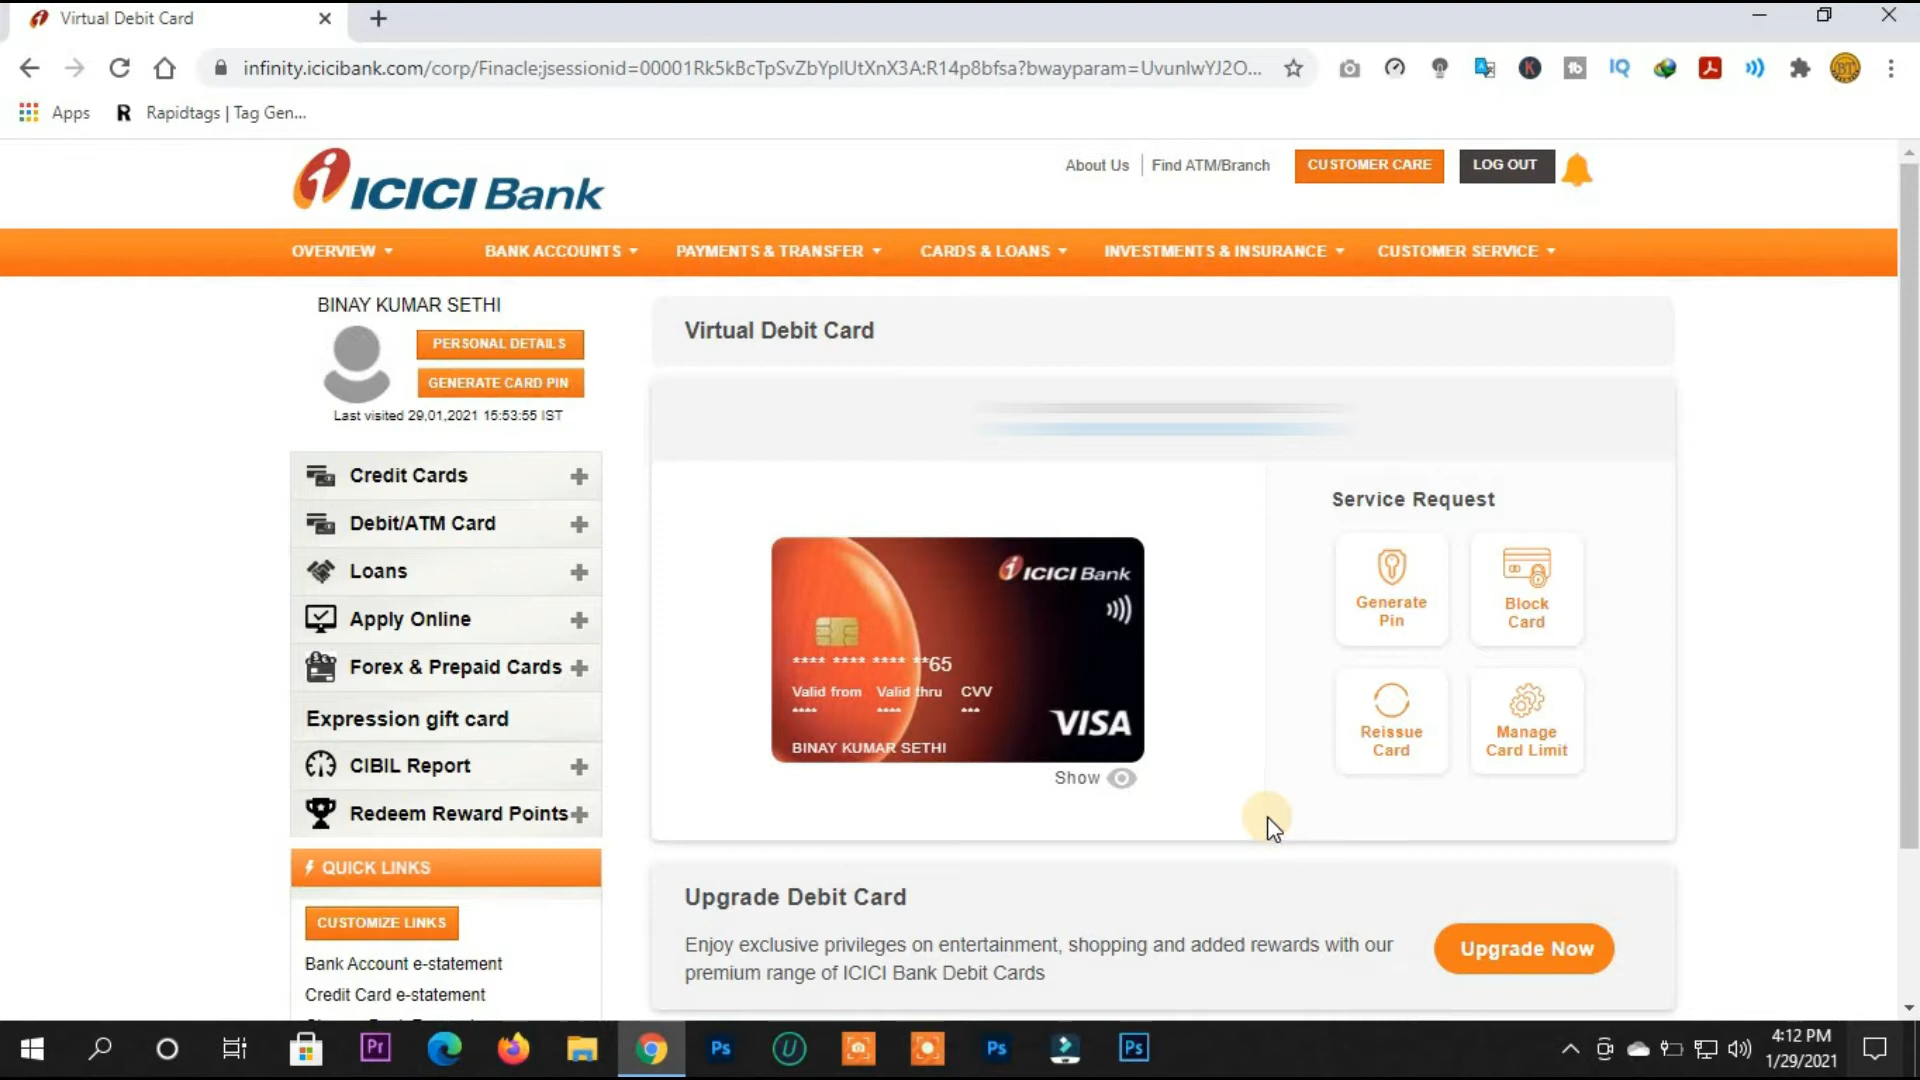 Virtual Debit Card
infinity.icicibank.com/corp/Finacle;jsessionid=00001Rk5kBcTpSvZbYpIUtXnX3A:R14p8bfsa?bwayparam=UvunIwYJ2O...
Apps
R Rapidtags | Tag Gen...
i ICICI Bank
About Us
Find ATM/Branch
CUSTOMER CARE
LOG OUT
OVERVIEW
BANK ACCOUNTS
PAYMENTS & TRANSFER
CARDS & LOANS
INVESTMENTS & INSURANCE
CUSTOMER SERVICE
BINAY KUMAR SETHI
PERSONAL DETAILS
GENERATE CARD PIN
Last visited 29,01,2021 15:53:55 IST
Credit Cards
Debit/ATM Card
Loans
Apply Online
Forex & Prepaid Cards
Expression gift card
CIBIL Report
Redeem Reward Points
QUICK LINKS
CUSTOMIZE LINKS
Bank Account e-statement
Credit Card e-statement
Virtual Debit Card
i ICICI Bank
**** **** **** **65
Valid from Valid thru CVV
**** **** ***
VISA
BINAY KUMAR SETHI
Show
Service Request
Generate
Pin
Block
Card
Reissue
Card
Manage
Card Limit
Upgrade Debit Card
Enjoy exclusive privileges on entertainment, shopping and added rewards with our
premium range of ICICI Bank Debit Cards
Upgrade Now
4:12 PM
1/29/2021